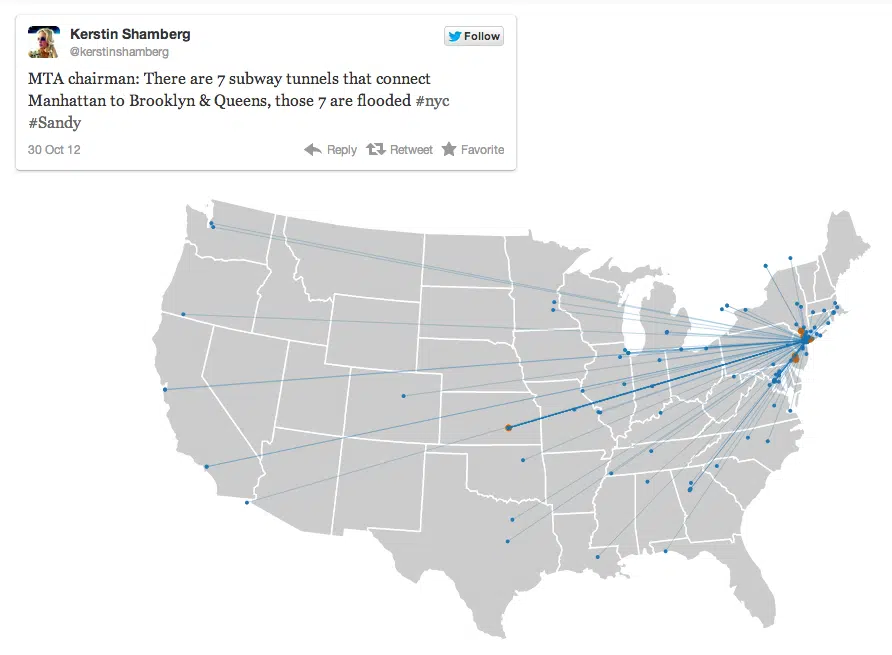 Kerstin Shamberg
@kerstinshamberg
Follow
MTA chairman: There are 7 subway tunnels that connect
Manhattan to Brooklyn & Queens, those 7 are flooded #nyc
#Sandy
30 Oct 12 Reply Retweet Favorite